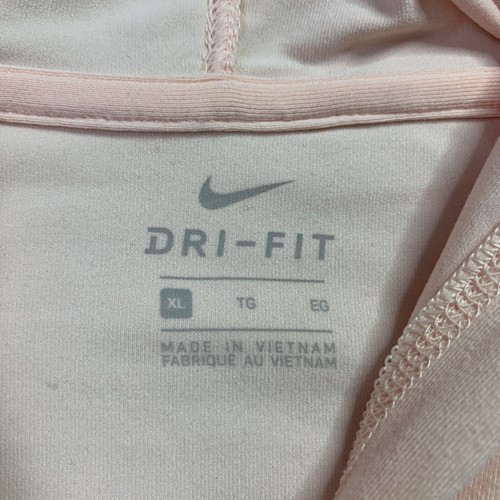 DRI-FIT
XL TG EG
MADE IN VIETNAM
FABRIQUE AU VIETNAM